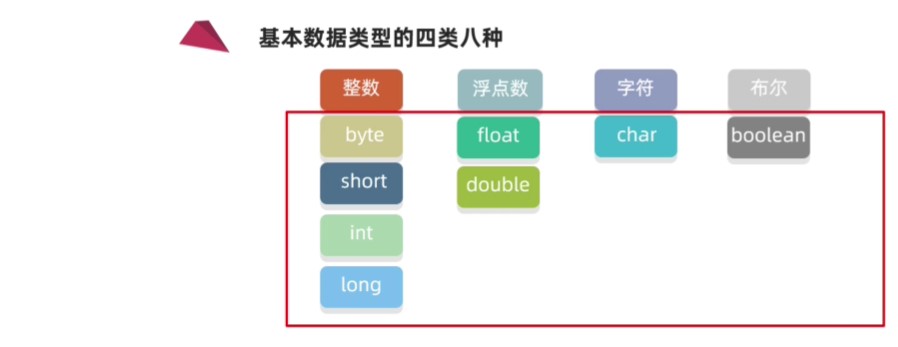 基本数据类型的四类八种
整数 浮点数 字符 布尔
byte float char boolean
short double
int
long